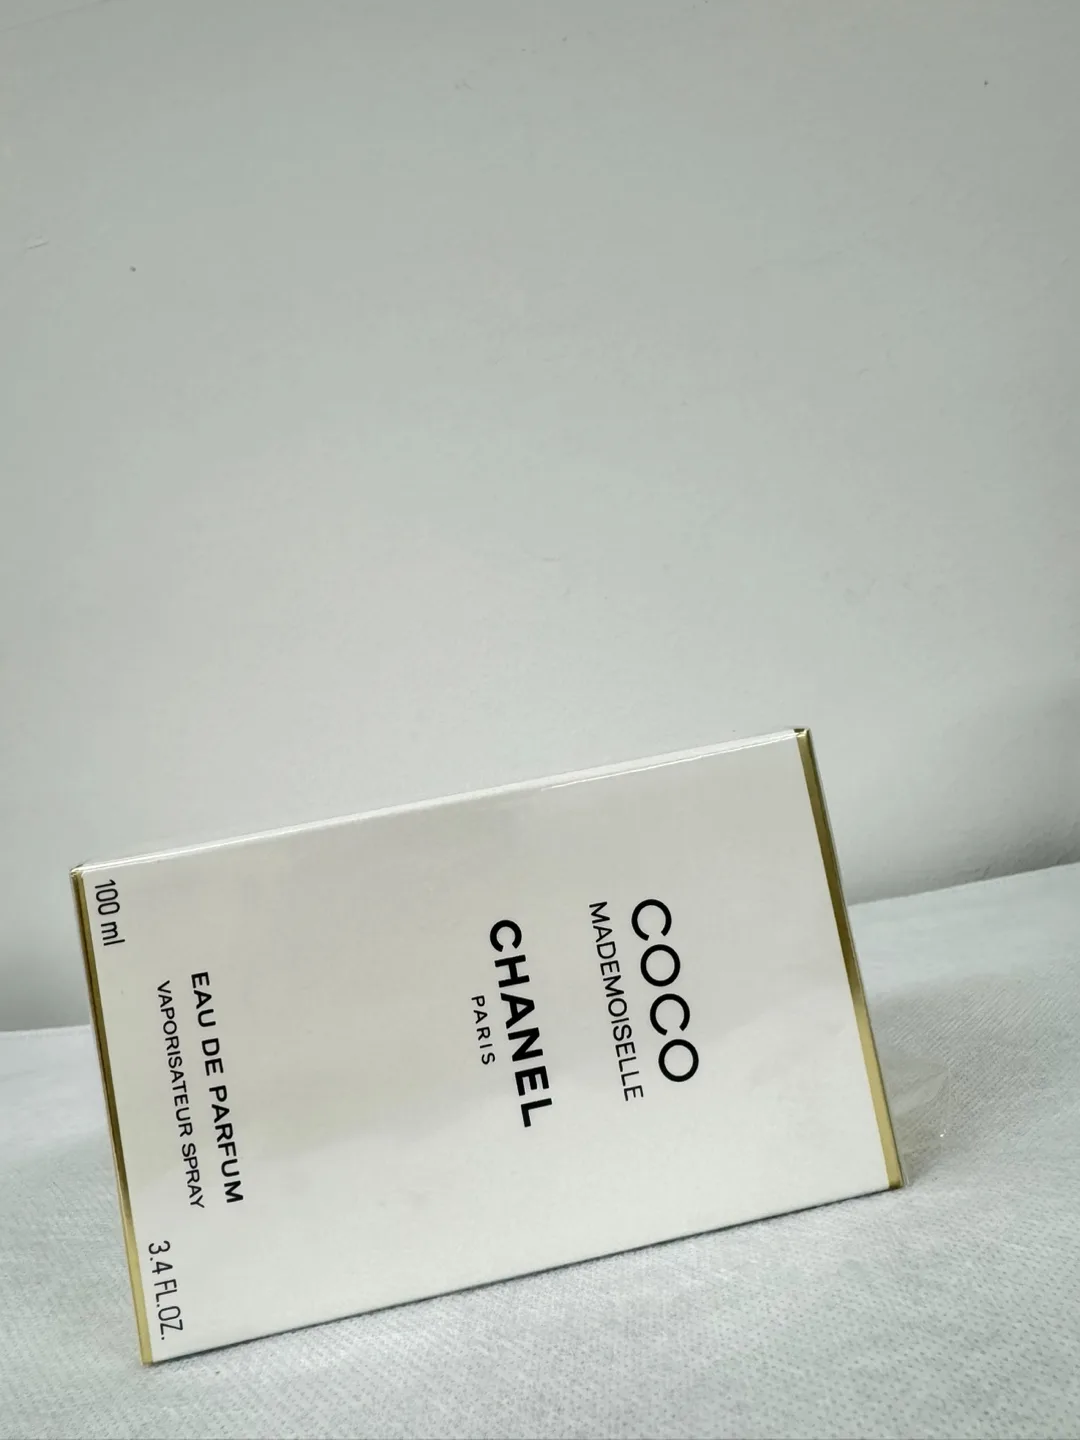 COCO
MADEMOISELLE
CHANEL
PARIS
EAU DE PARFUM
VAPORISATEUR SPRAY
100 ml
3.4 FL.OZ.